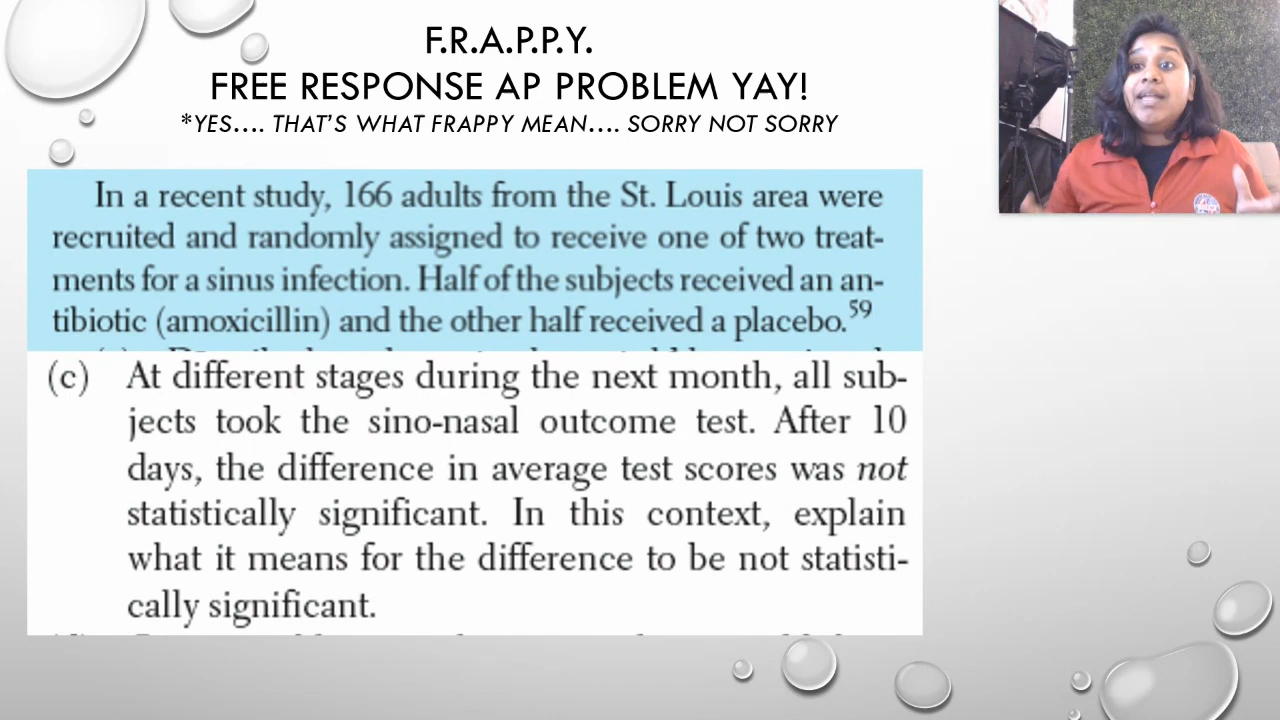 F.R.A.P.P.Y.
FREE RESPONSE AP PROBLEM YAY!
*YES.... THAT'S WHAT FRAPPY MEAN.... SORRY NOT SORRY
In a recent study, 166 adults from the St. Louis area were
recruited and randomly assigned to receive one of two treat-
ments for a sinus infection. Half of the subjects received an an-
tibiotic (amoxicillin) and the other half received a placebo.59
(c) At different stages during the next month, all sub-
jects took the sino-nasal outcome test. After 10
days, the difference in average test scores was not
statistically significant. In this context, explain
what it means for the difference to be not statisti-
cally significant.